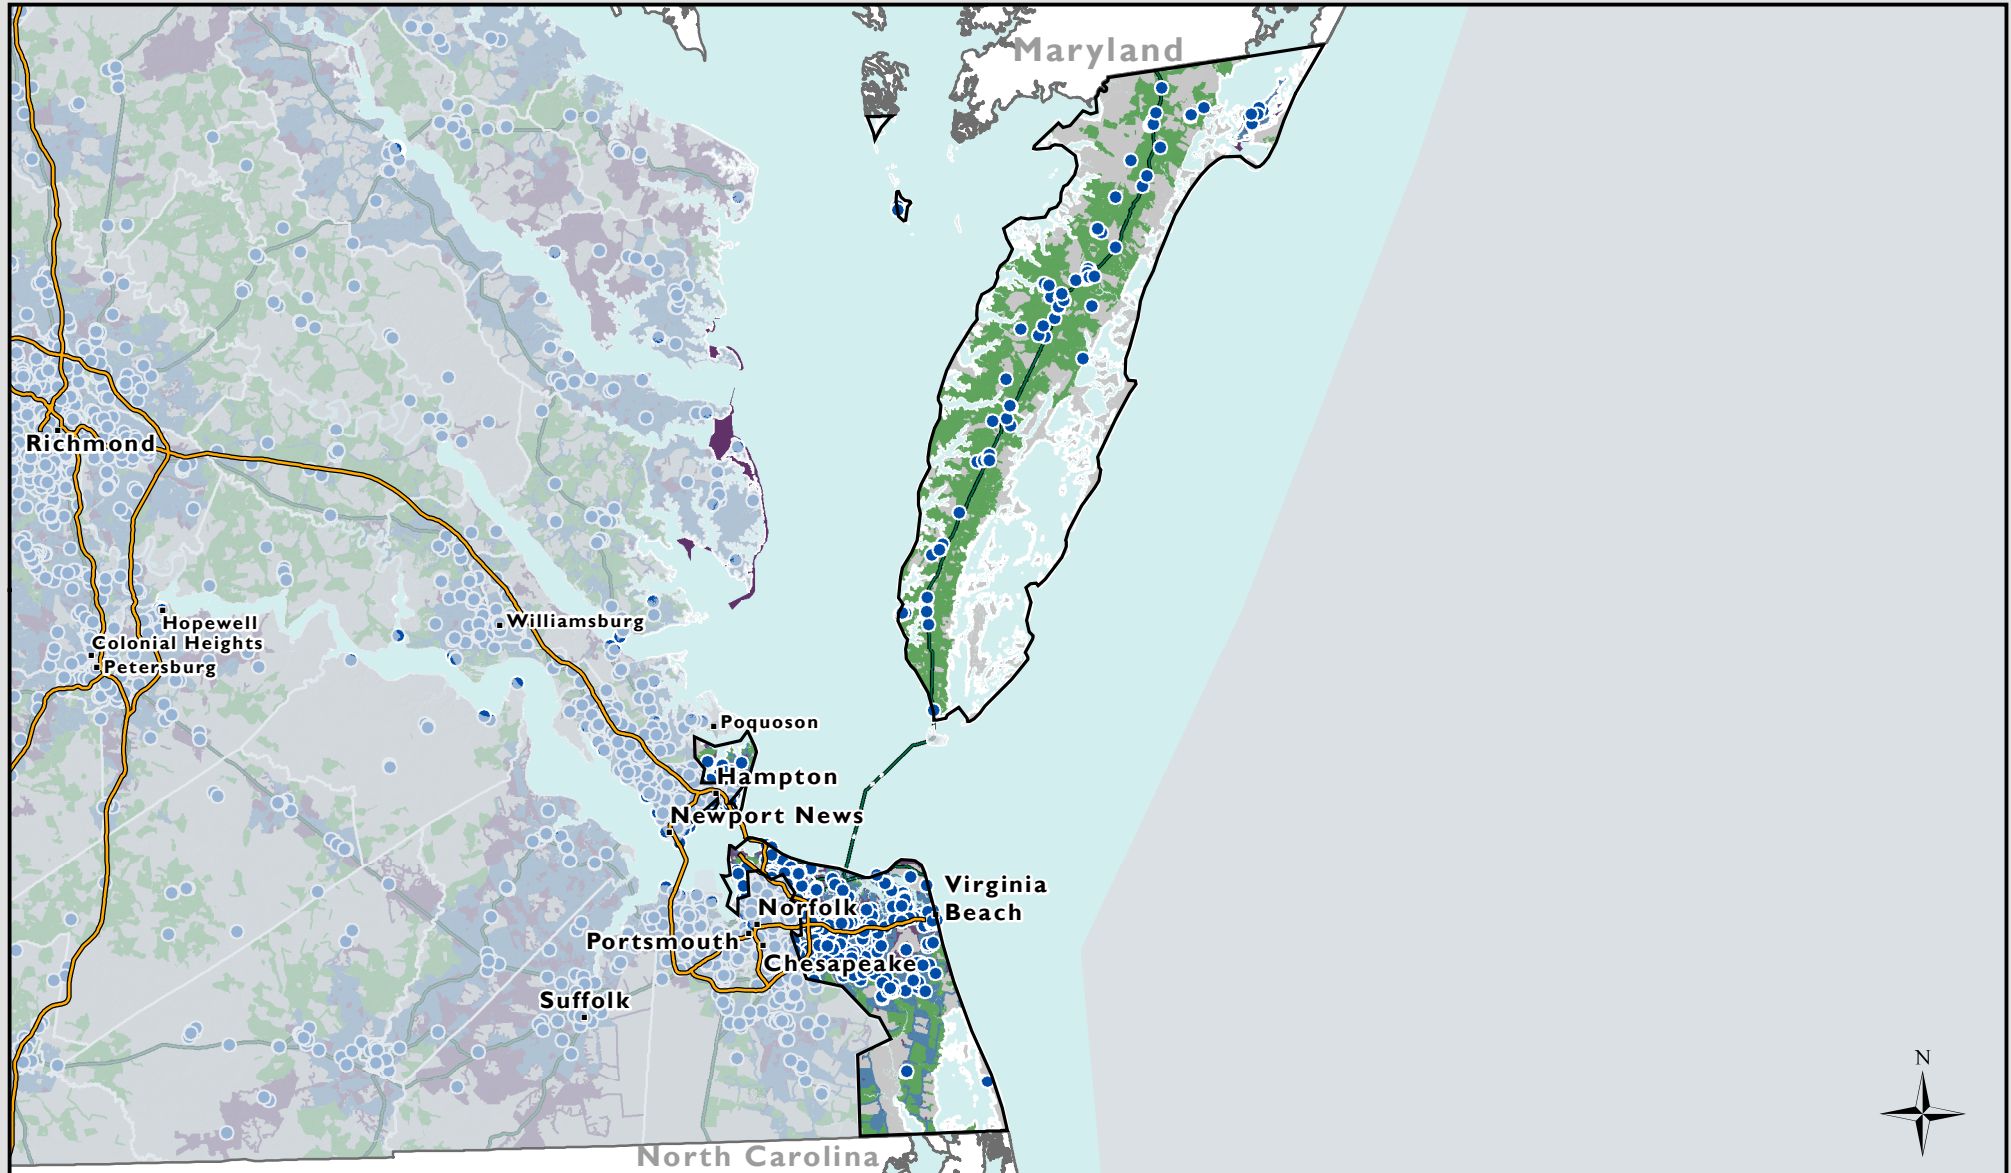 Maryland
Richmond
Hopewell
Colonial Heights
Petersburg
Williamsburg
Poquoson
Hampton
Newport News
Virginia
Beach
Norfolk
Portsmouth
Chesapeake
Suffolk
N
North Carolina